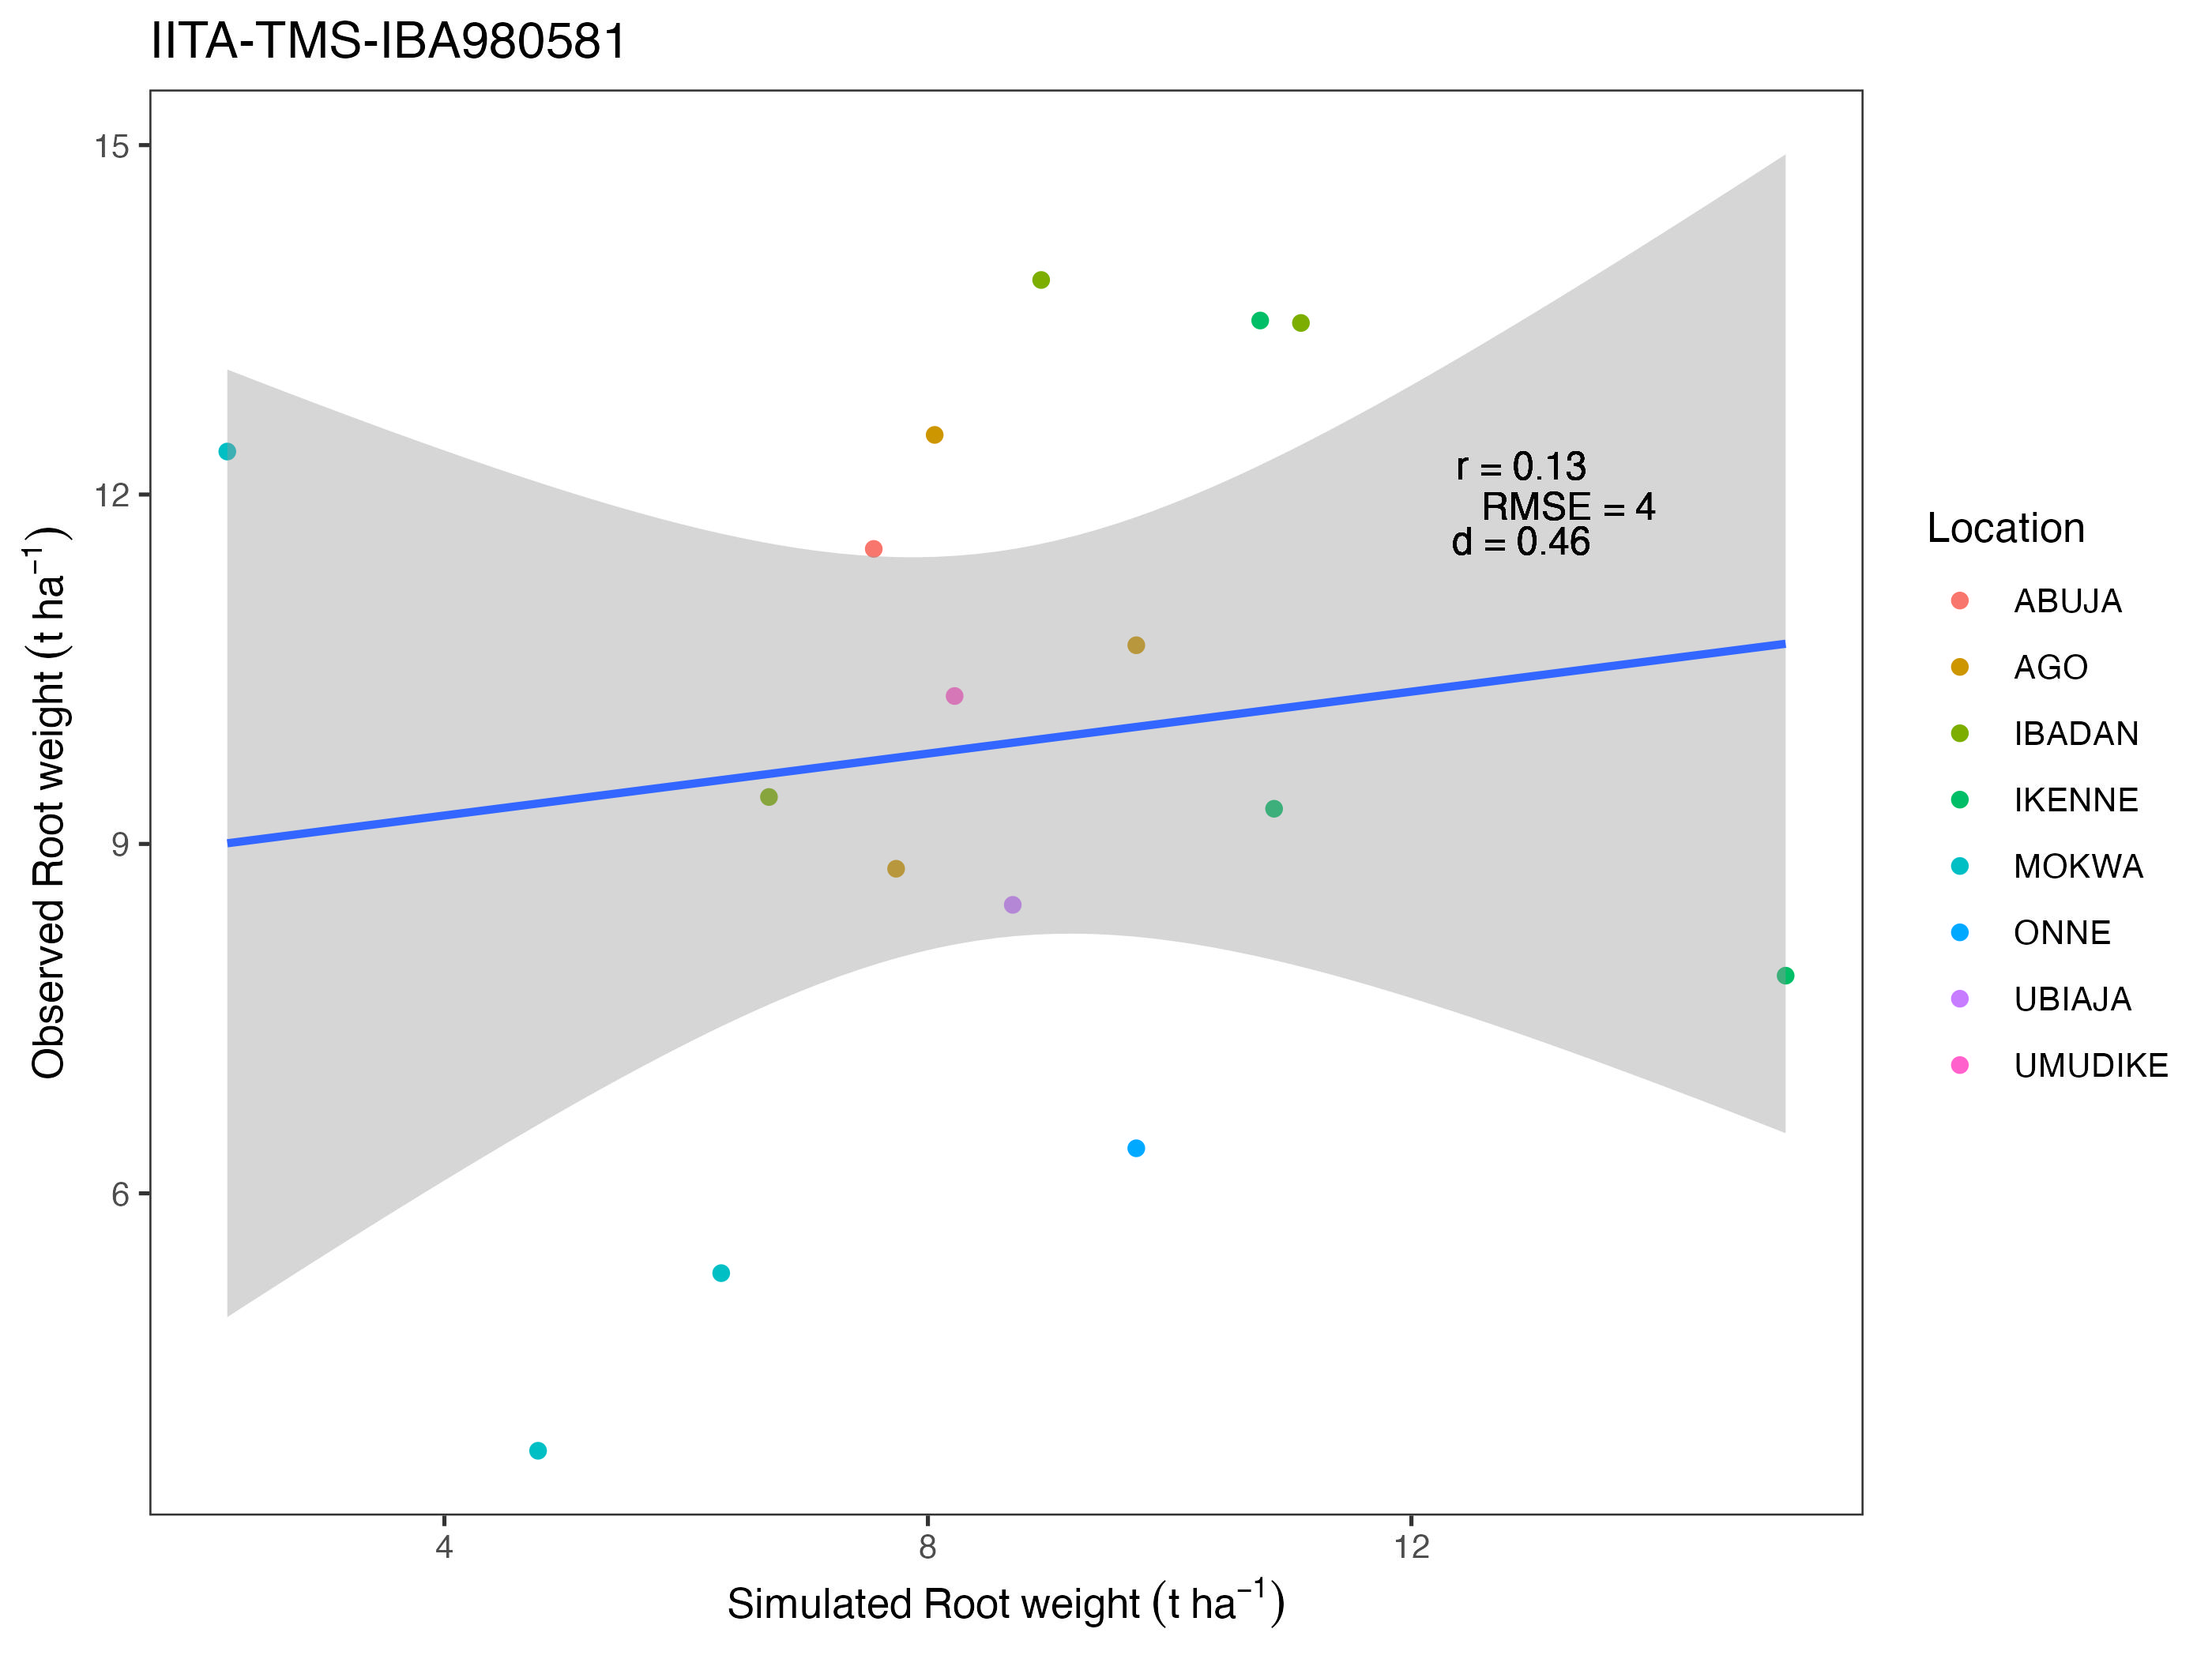 IITA-TMS-IBA980581
15
12
9
6
Observed Root weight (t ha⁻¹)
r = 0.13
RMSE = 4
d = 0.46
4
8
12
Simulated Root weight (t ha⁻¹)
Location
ABUJA
AGO
IBADAN
IKENNE
MOKWA
ONNE
UBIAJA
UMUDIKE